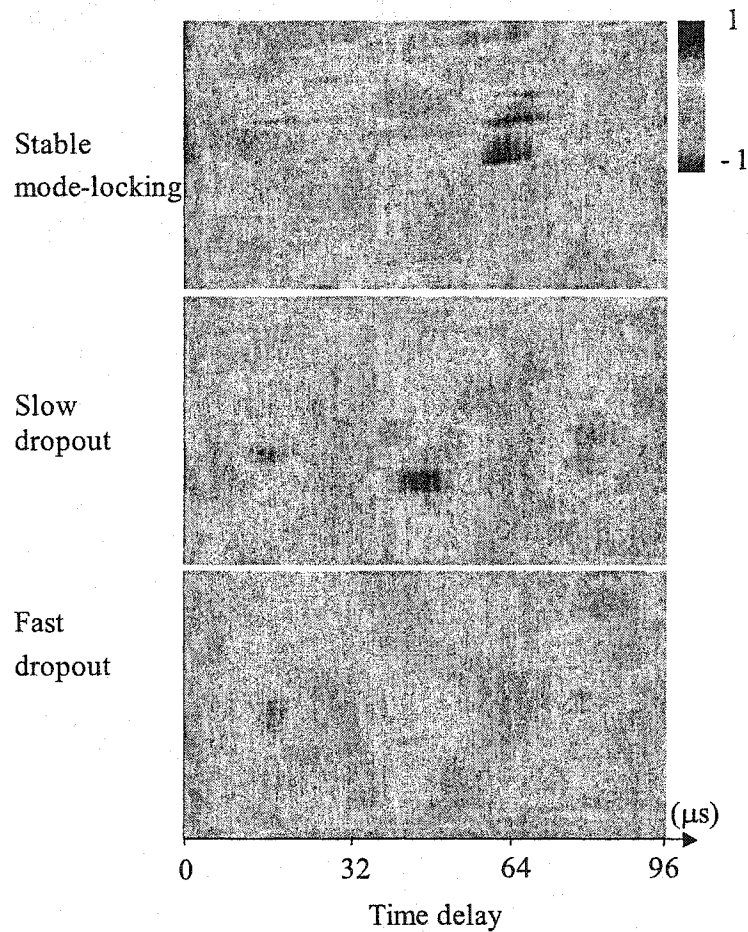 1
-1
Stable
mode-locking
Slow
dropout
Fast
dropout
(μs)
0 32 64 96
Time delay